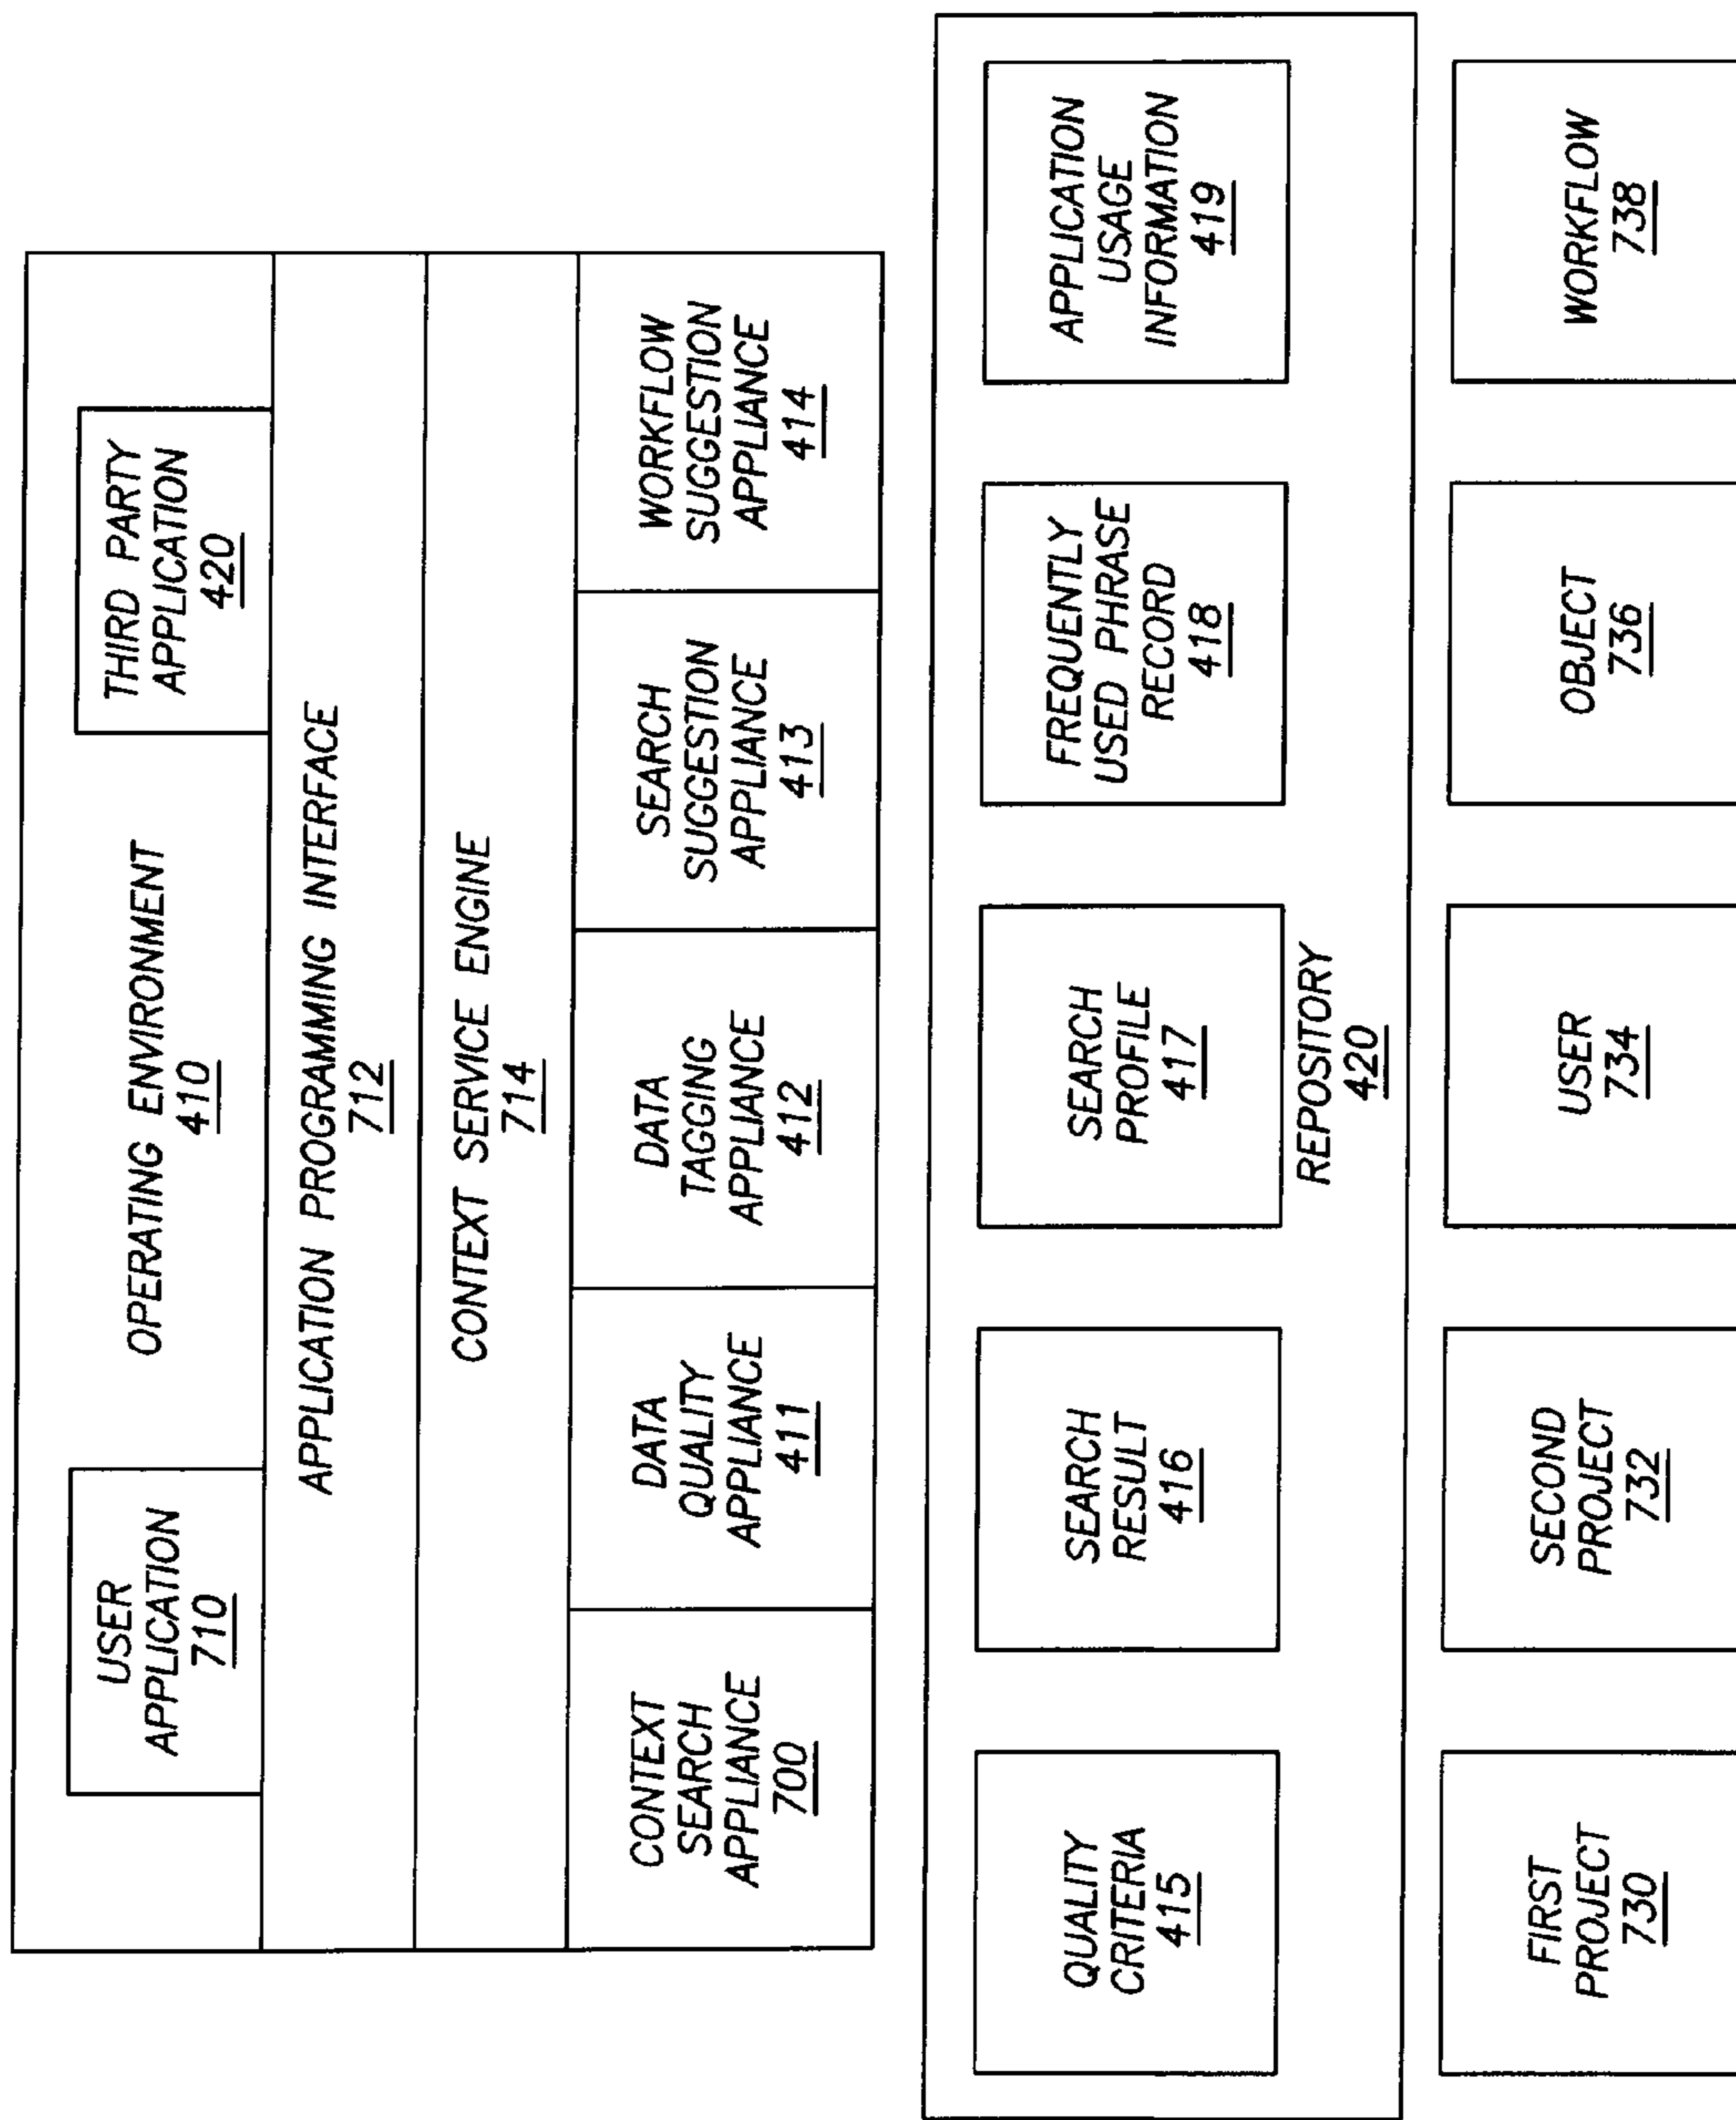 USER
APPLICATION
710
OPERATING ENVIRONMENT
410
THIRD PARTY
APPLICATION
420
APPLICATION PROGRAMMING INTERFACE
712
CONTEXT SERVICE ENGINE
714
CONTEXT
SEARCH
APPLIANCE
700
DATA
QUALITY
APPLIANCE
411
DATA
TAGGING
APPLIANCE
412
SEARCH
SUGGESTION
APPLIANCE
413
WORKFLOW
SUGGESTION
APPLIANCE
414
QUALITY
CRITERIA
415
SEARCH
RESULT
416
SEARCH
PROFILE
417
FREQUENTLY
USED PHRASE
RECORD
418
APPLICATION
USAGE
INFORMATION
419
REPOSITORY
420
FIRST
PROJECT
730
SECOND
PROJECT
732
USER
734
OBJECT
736
WORKFLOW
738